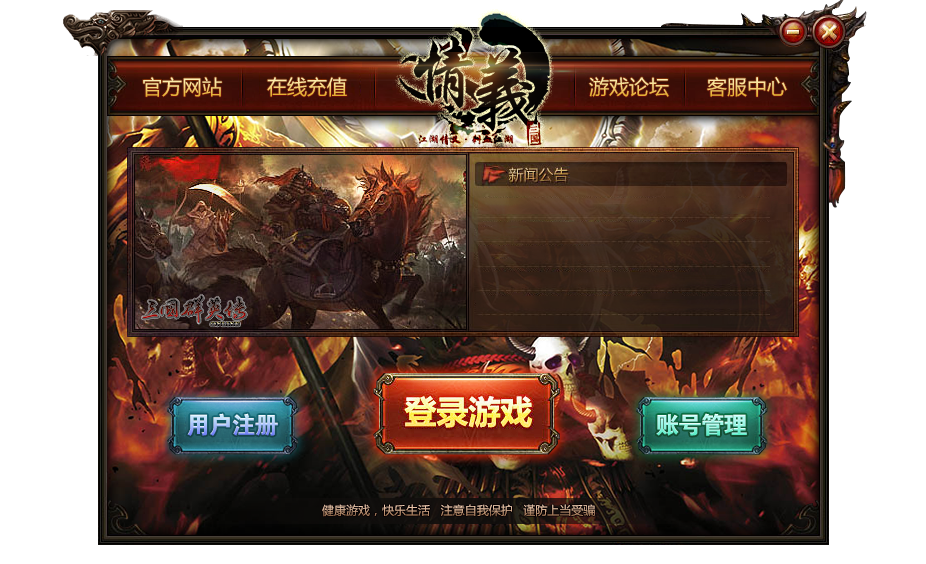 官方网站 在线充值 情義 游戏论坛 客服中心
新闻公告
三国群英传
用户注册 登录游戏 账号管理
健康游戏，快乐生活 注意自我保护 谨防上当受骗